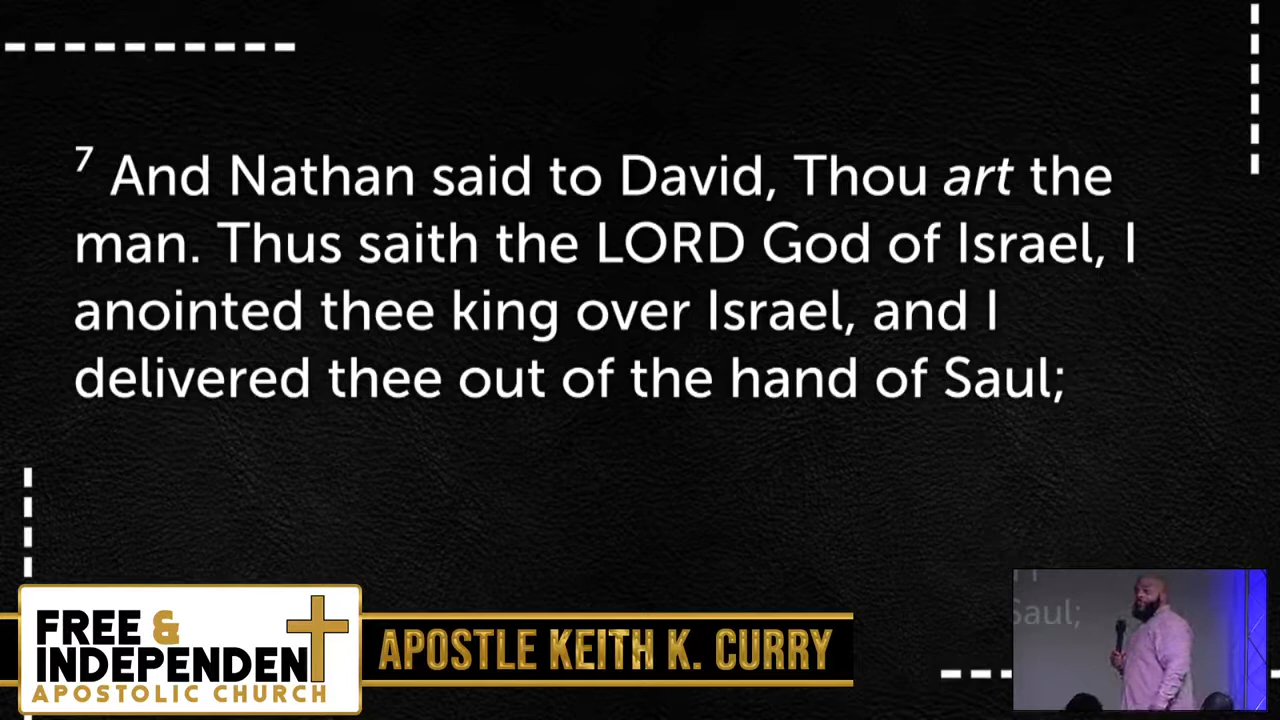 ⁷ And Nathan said to David, Thou art the
man. Thus saith the LORD God of Israel, I
anointed thee king over Israel, and I
delivered thee out of the hand of Saul;
Saul;
FREE &
INDEPENDEN
APOSTOLIC CHURCH
APOSTLE KEITH K. CURRY